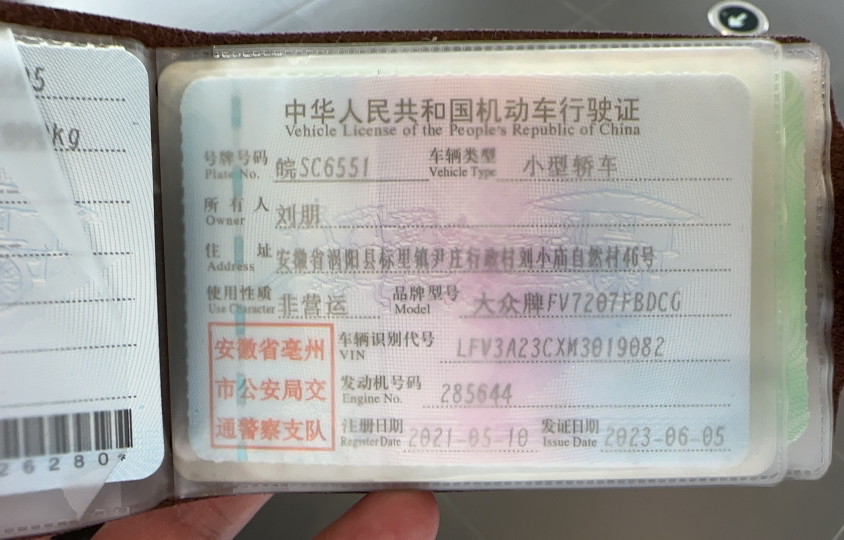 中华人民共和国机动车行驶证
Vehicle License of the People's Republic of China
号牌号码 皖SC6551 车辆类型 小型轿车
Plate No. Vehicle Type
所有人 刘朋
Owner
住址 安徽省涡阳县标里镇尹庄行政村刘小庙自然村46号
Address
使用性质 非营运 品牌型号 大众牌FV7207FBDCG
Use Character Model
安徽省亳州
市公安局交
通警察支队
车辆识别代号 LFV3A23CXM3019082
VIN
发动机号码 285644
Engine No.
注册日期 2021-05-10 发证日期 2023-06-05
Register Date Issue Date
5
kg
26280*